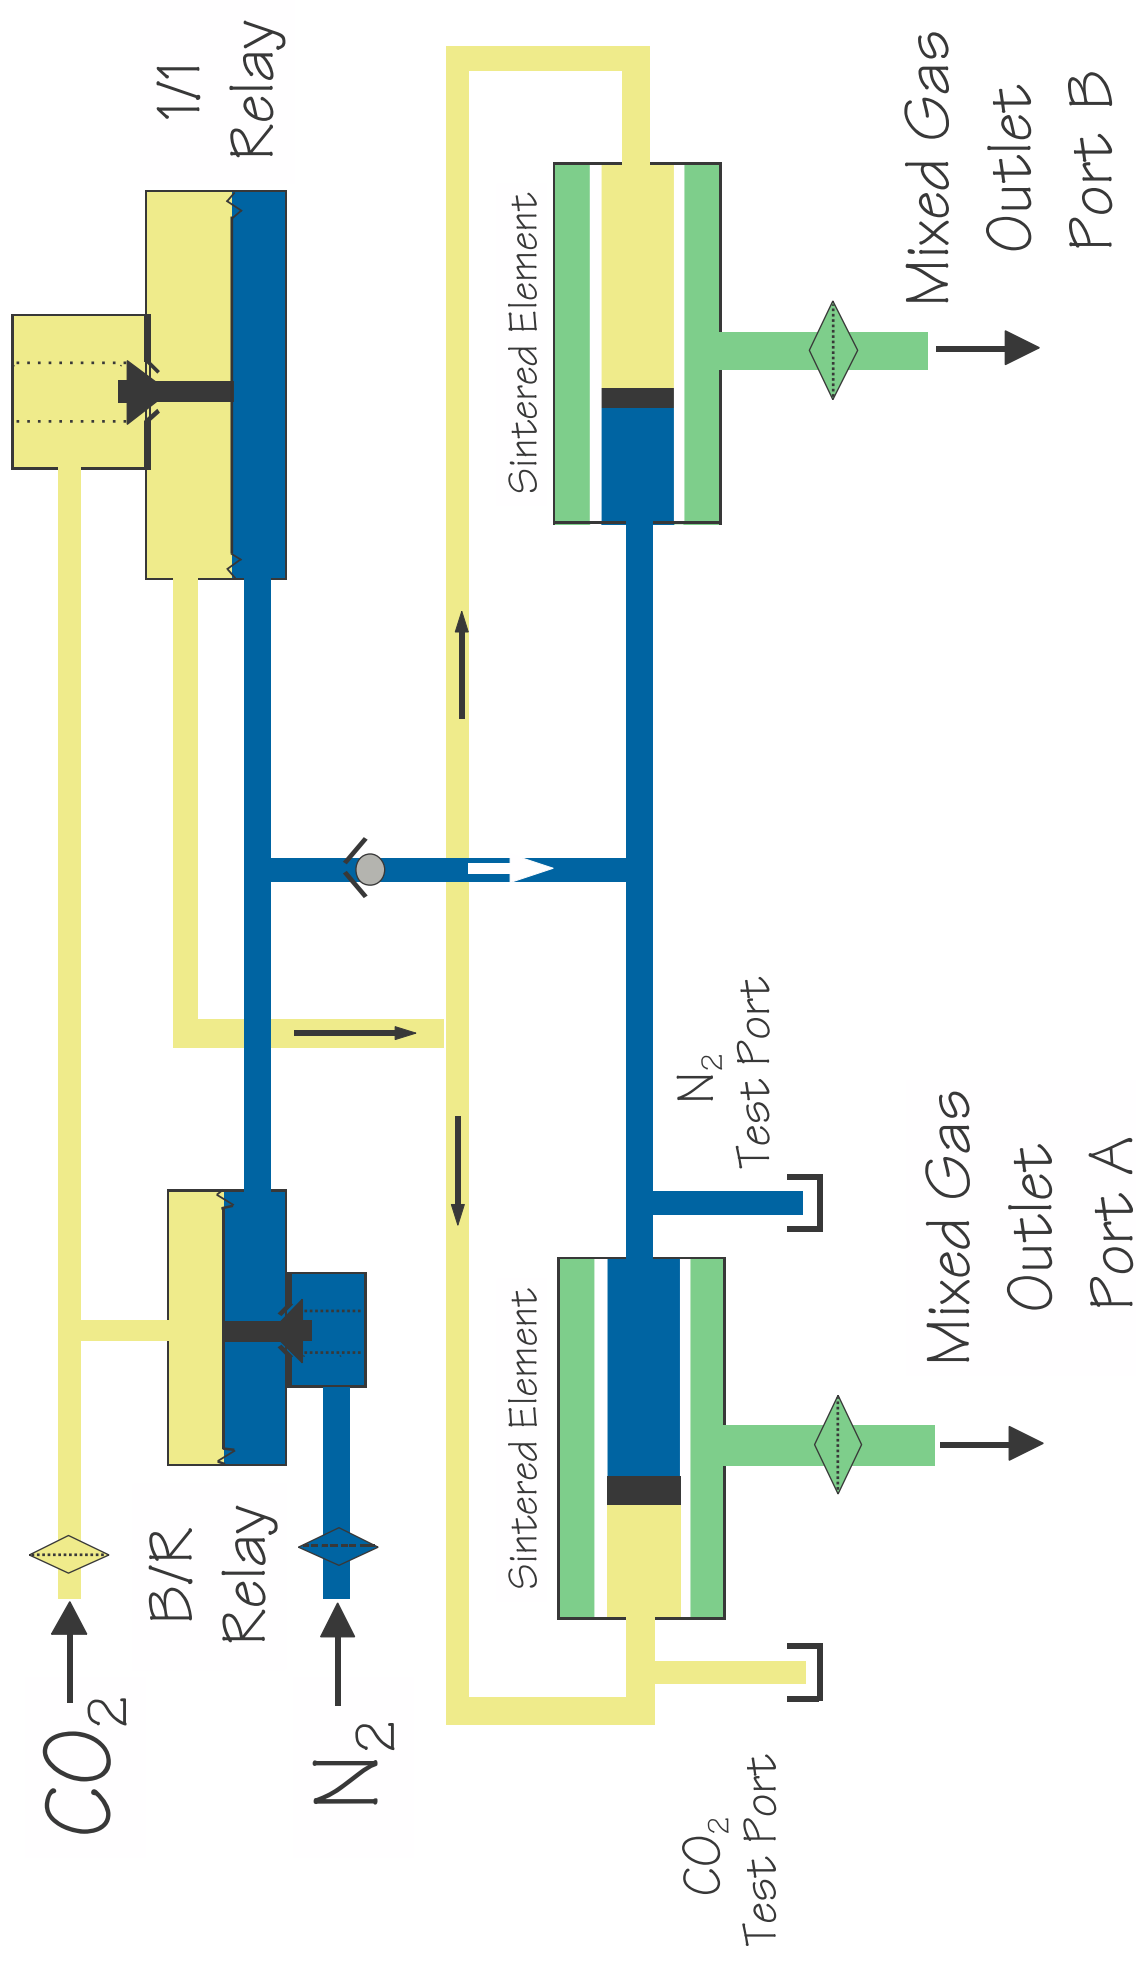 CO2
N2
B/R
Relay
1/1
Relay
Sintered Element
Sintered Element
CO2
Test Port
N2
Test Port
Mixed Gas
Outlet
Port A
Mixed Gas
Outlet
Port B